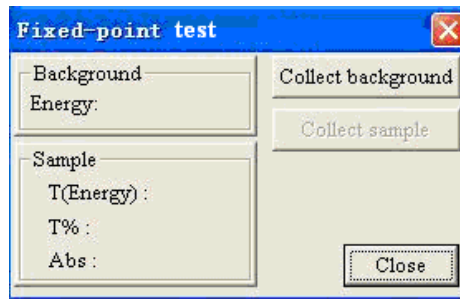 Fixed-point test
Background
Energy:
Collect background
Collect sample
Sample
T(Energy) :
T% :
Abs :
Close